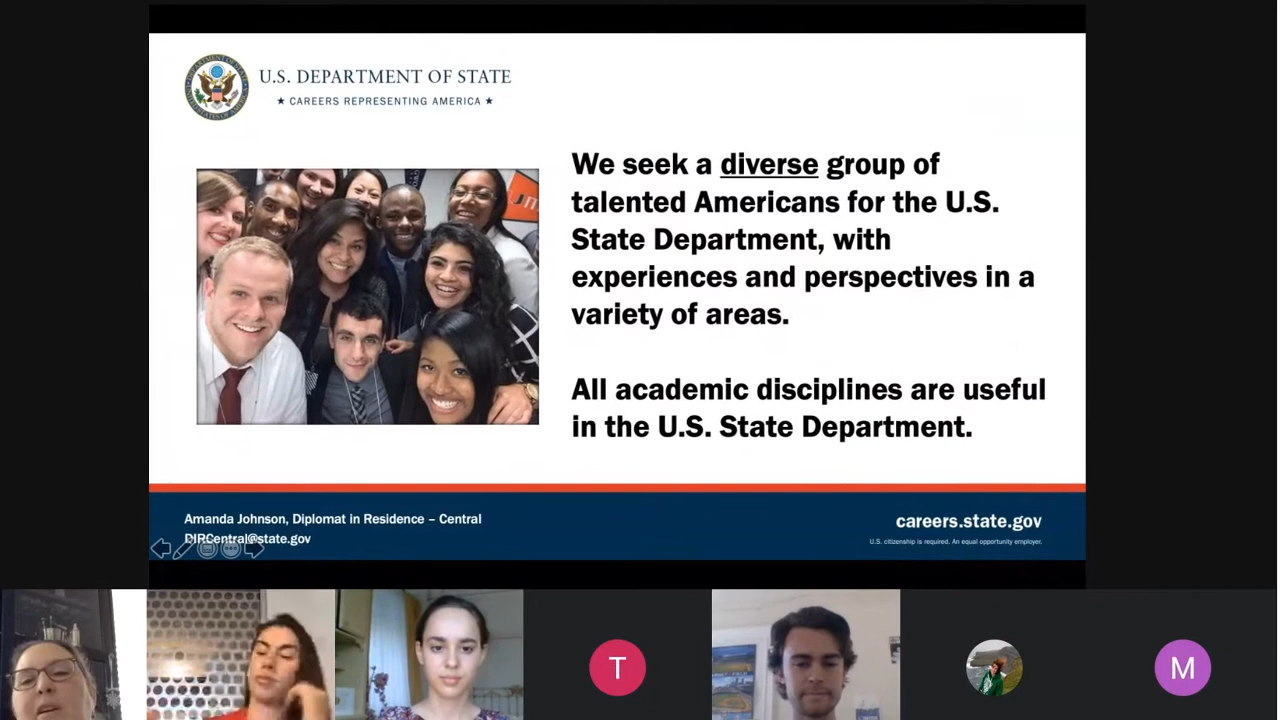 U.S. DEPARTMENT OF STATE
★ CAREERS REPRESENTING AMERICA ★
We seek a diverse group of
talented Americans for the U.S.
State Department, with
experiences and perspectives in a
variety of areas.
All academic disciplines are useful
in the U.S. State Department.
Amanda Johnson, Diplomat in Residence – Central
DIRCentral@state.gov
careers.state.gov
U.S. citizenship is required. An equal opportunity employer.
T
M